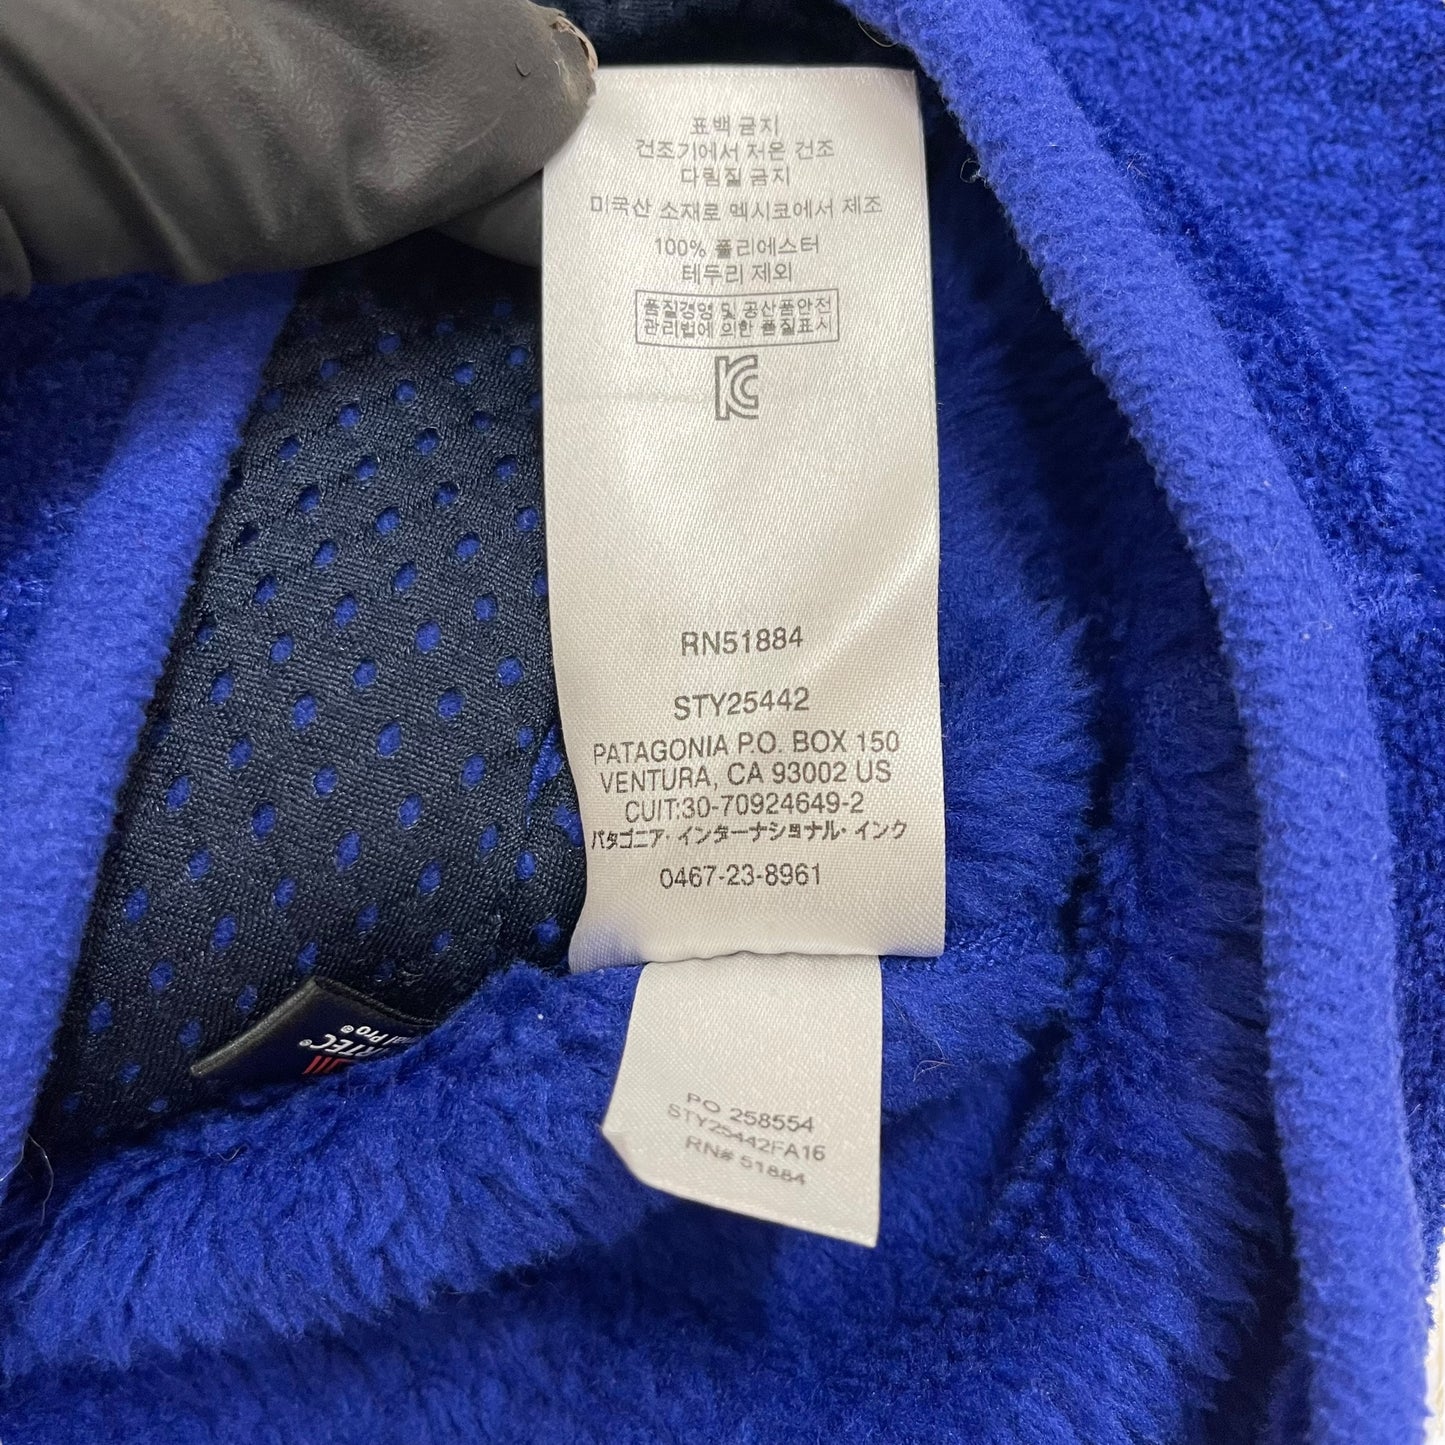 표백 금지
건조기에서 저온 건조
다림질 금지
미국산 소재로 멕시코에서 제조
100% 폴리에스터
테두리 제외
품질경영 및 공산품안전
관리법에 의한 품질표시
RN51884
STY25442
PATAGONIA P.O. BOX 150
VENTURA, CA 93002 US
CUIT:30-70924649-2
パタゴニア・インターナショナル・インク
0467-23-8961
PO 258554
STY25442FA16
RN# 51884